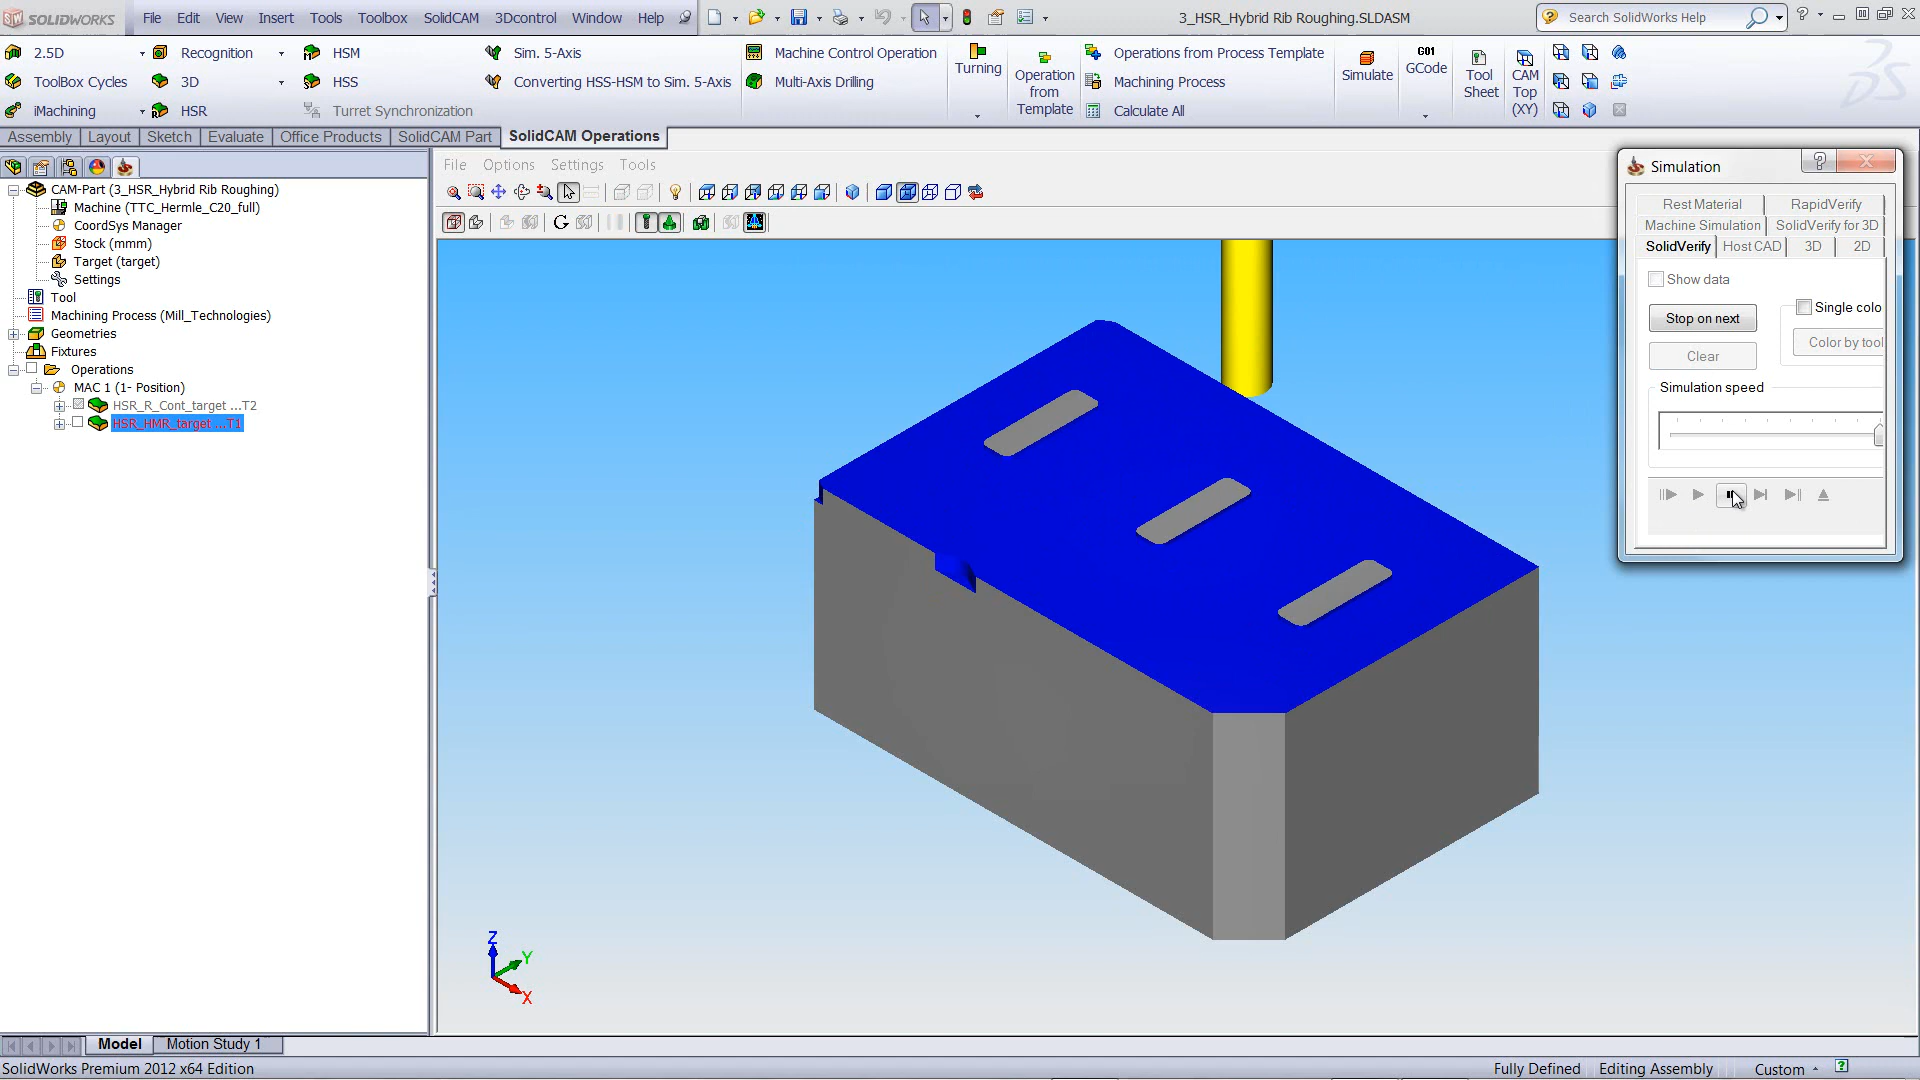 SOLIDWORKS File Edit View Insert Tools Toolbox SolidCAM 3Dcontrol Window Help 3_HSR_Hybrid Rib Roughing.SLDASM Search SolidWorks Help
2.5D Recognition HSM Sim. 5-Axis Machine Control Operation Operations from Process Template
ToolBox Cycles 3D HSS Converting HSS-HSM to Sim. 5-Axis Multi-Axis Drilling Machining Process
iMachining HSR Turret Synchronization Calculate All
Turning
Operation from Template
Simulate
G01
GCode
Tool Sheet
CAM Top (XY)
Assembly Layout Sketch Evaluate Office Products SolidCAM Part SolidCAM Operations
File Options Settings Tools
CAM-Part (3_HSR_Hybrid Rib Roughing)
Machine (TTC_Hermle_C20_full)
CoordSys Manager
Stock (mmm)
Target (target)
Settings
Tool
Machining Process (Mill_Technologies)
Geometries
Fixtures
Operations
MAC 1 (1- Position)
HSR_R_Cont_target ...T2
HSR_HMR_target ...T1
Simulation
Rest Material RapidVerify
Machine Simulation SolidVerify for 3D
SolidVerify Host CAD 3D 2D
Show data
Single colo
Stop on next
Color by tool
Clear
Simulation speed
Z
Y
X
Model Motion Study 1
SolidWorks Premium 2012 x64 Edition Fully Defined Editing Assembly Custom